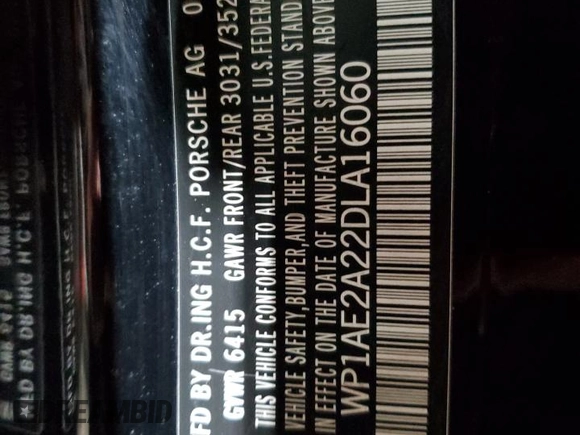 FD BY DR.ING H.C.F. PORSCHE AG 0
GVWR 6415 GAWR FRONT/REAR 3031/352
THIS VEHICLE CONFORMS TO ALL APPLICABLE U.S.FEDERA
VEHICLE SAFETY,BUMPER,AND THEFT PREVENTION STAND
IN EFFECT ON THE DATE OF MANUFACTURE SHOWN ABOVE
WP1AE2A22DLA16060